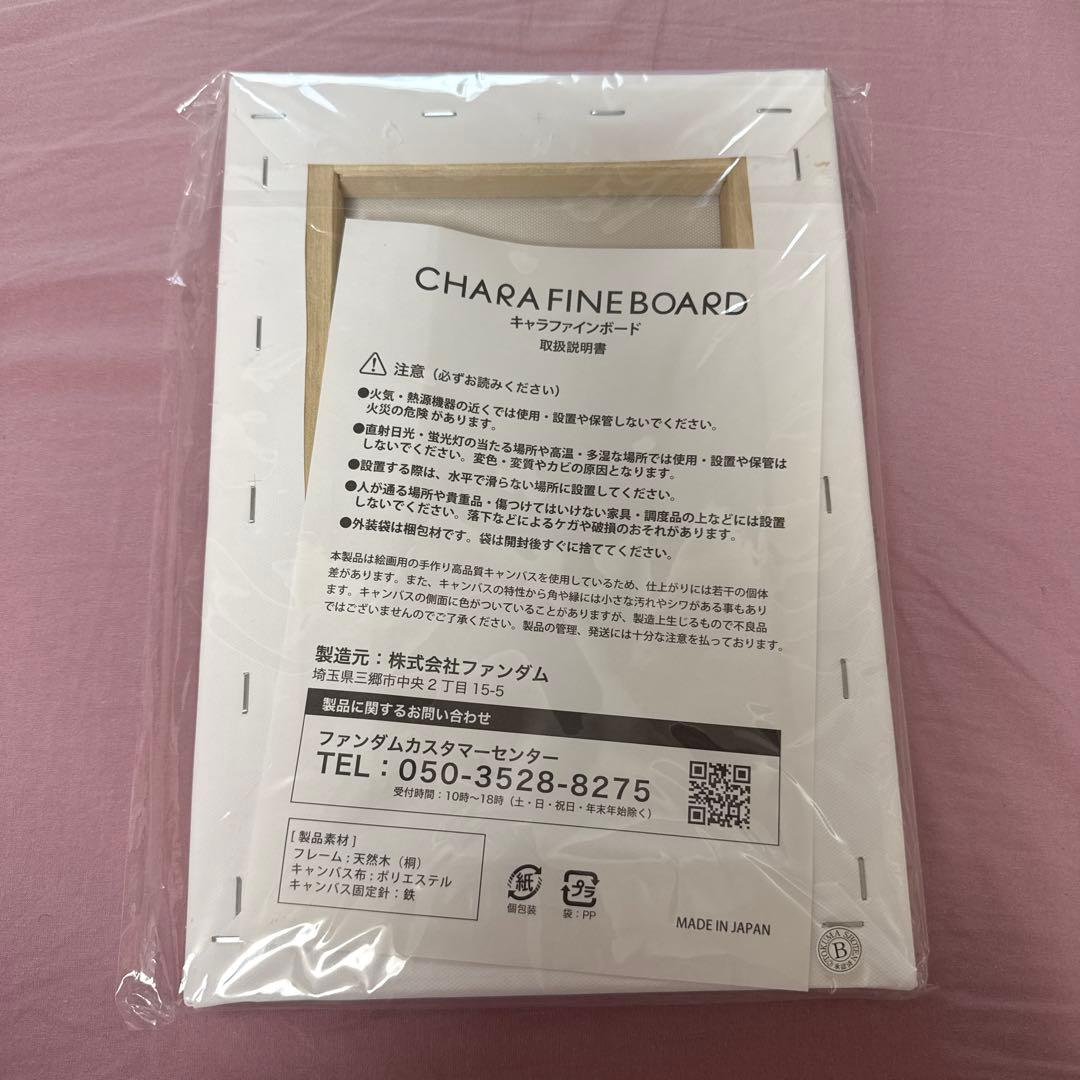 CHARA FINE BOARD
キャラファインボード
取扱説明書
注意（必ずお読みください）
●火気・熱源機器の近くでは使用・設置や保管しないでください。
火災の危険 があります。
●直射日光・蛍光灯の当たる場所や高温・多湿な場所では使用・設置や保管は
しないでください。変色・変質やカビの原因となります。
●設置する際は、水平で滑らない場所に設置してください。
●人が通る場所や貴重品・傷つけてはいけない家具・調度品の上などには設置
しないでください。落下などによるケガや破損のおそれがあります。
●外装袋は梱包材です。袋は開封後すぐに捨ててください。
本製品は絵画用の手作り高品質キャンバスを使用しているため、仕上がりには若干の個体
差があります。また、キャンバスの特性から角や縁には小さな汚れやシワがある事もあり
ます。キャンバスの側面に色がついていることがありますが、製造上生じるもので不良品
ではございませんのでご了承ください。製品の管理、発送には十分な注意を払っております。
製造元：株式会社ファンダム
埼玉県三郷市中央２丁目 15-5
製品に関するお問い合わせ
ファンダムカスタマーセンター
TEL：050-3528-8275
受付時間：10時〜18時（土・日・祝日・年末年始除く）
[ 製品素材 ]
フレーム ; 天然木（桐）
キャンバス布 : ポリエステル
キャンバス固定針：鉄
紙
個包装
プラ
袋：PP
MADE IN JAPAN
©TOKUMA SHOTEN
B